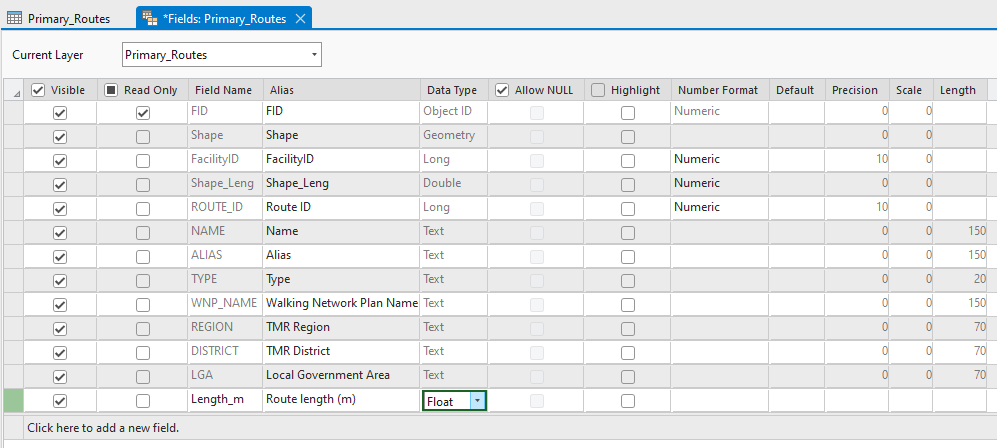 Primary_Routes *Fields: Primary_Routes
Current Layer Primary_Routes
Visible Read Only Field Name Alias Data Type Allow NULL Highlight Number Format Default Precision Scale Length
FID FID Object ID Numeric 0 0
Shape Shape Geometry 0 0
FacilityID FacilityID Long Numeric 10 0
Shape_Leng Shape_Leng Double Numeric 0 0
ROUTE_ID Route ID Long Numeric 10 0
NAME Name Text 0 0 150
ALIAS Alias Text 0 0 150
TYPE Type Text 0 0 20
WNP_NAME Walking Network Plan Name Text 0 0 150
REGION TMR Region Text 0 0 70
DISTRICT TMR District Text 0 0 70
LGA Local Government Area Text 0 0 70
Length_m Route length (m) Float
Click here to add a new field.